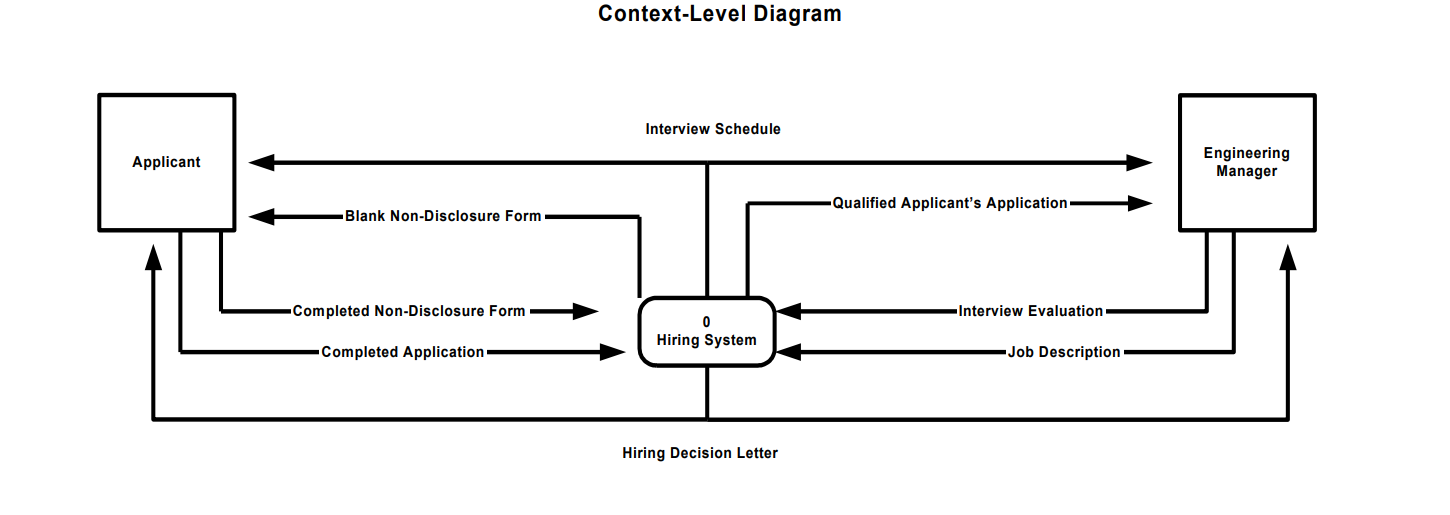 Context-Level Diagram
Interview Schedule
Applicant
Engineering
Manager
Qualified Applicant's Application
Blank Non-Disclosure Form
Completed Non-Disclosure Form
Interview Evaluation
0
Hiring System
Completed Application
Job Description
Hiring Decision Letter